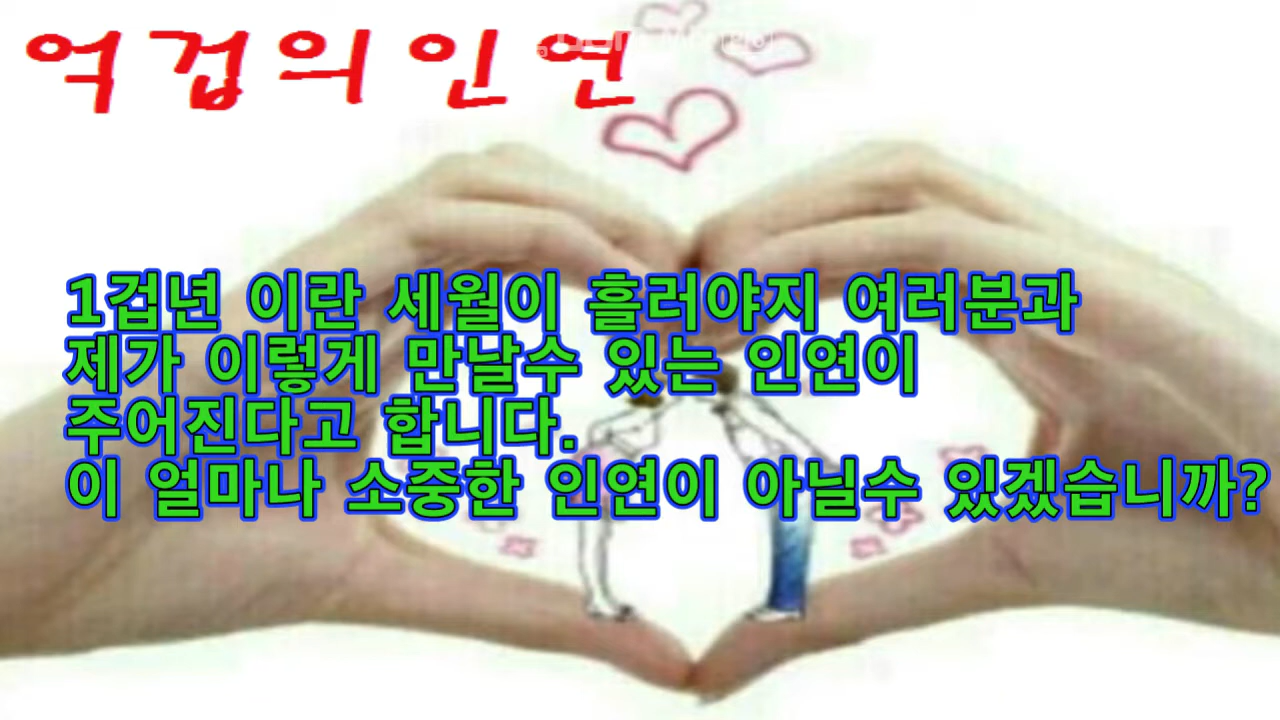 억겁의인연
1겁년 이란 세월이 흘러야지 여러분과
제가 이렇게 만날수 있는 인연이
주어진다고 합니다.
이 얼마나 소중한 인연이 아닐수 있겠습니까?